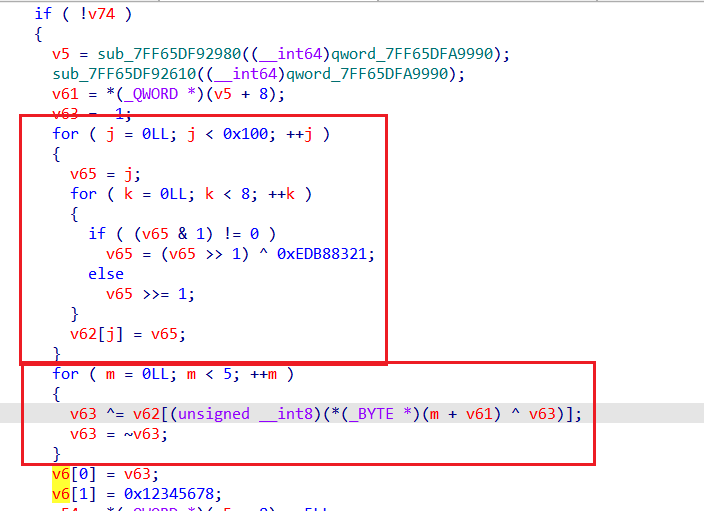 if ( !v74 )
{
v5 = sub_7FF65DF92980((__int64)qword_7FF65DFA9990);
sub_7FF65DF92610((__int64)qword_7FF65DFA9990);
v61 = *(_QWORD *)(v5 + 8);
v63 = -1;
for ( j = 0LL; j < 0x100; ++j )
{
v65 = j;
for ( k = 0LL; k < 8; ++k )
{
if ( (v65 & 1) != 0 )
v65 = (v65 >> 1) ^ 0xEDB88321;
else
v65 >>= 1;
}
v62[j] = v65;
}
for ( m = 0LL; m < 5; ++m )
{
v63 ^= v62[(unsigned __int8)(*(_BYTE *)(m + v61) ^ v63)];
v63 = ~v63;
}
v6[0] = v63;
v6[1] = 0x12345678;